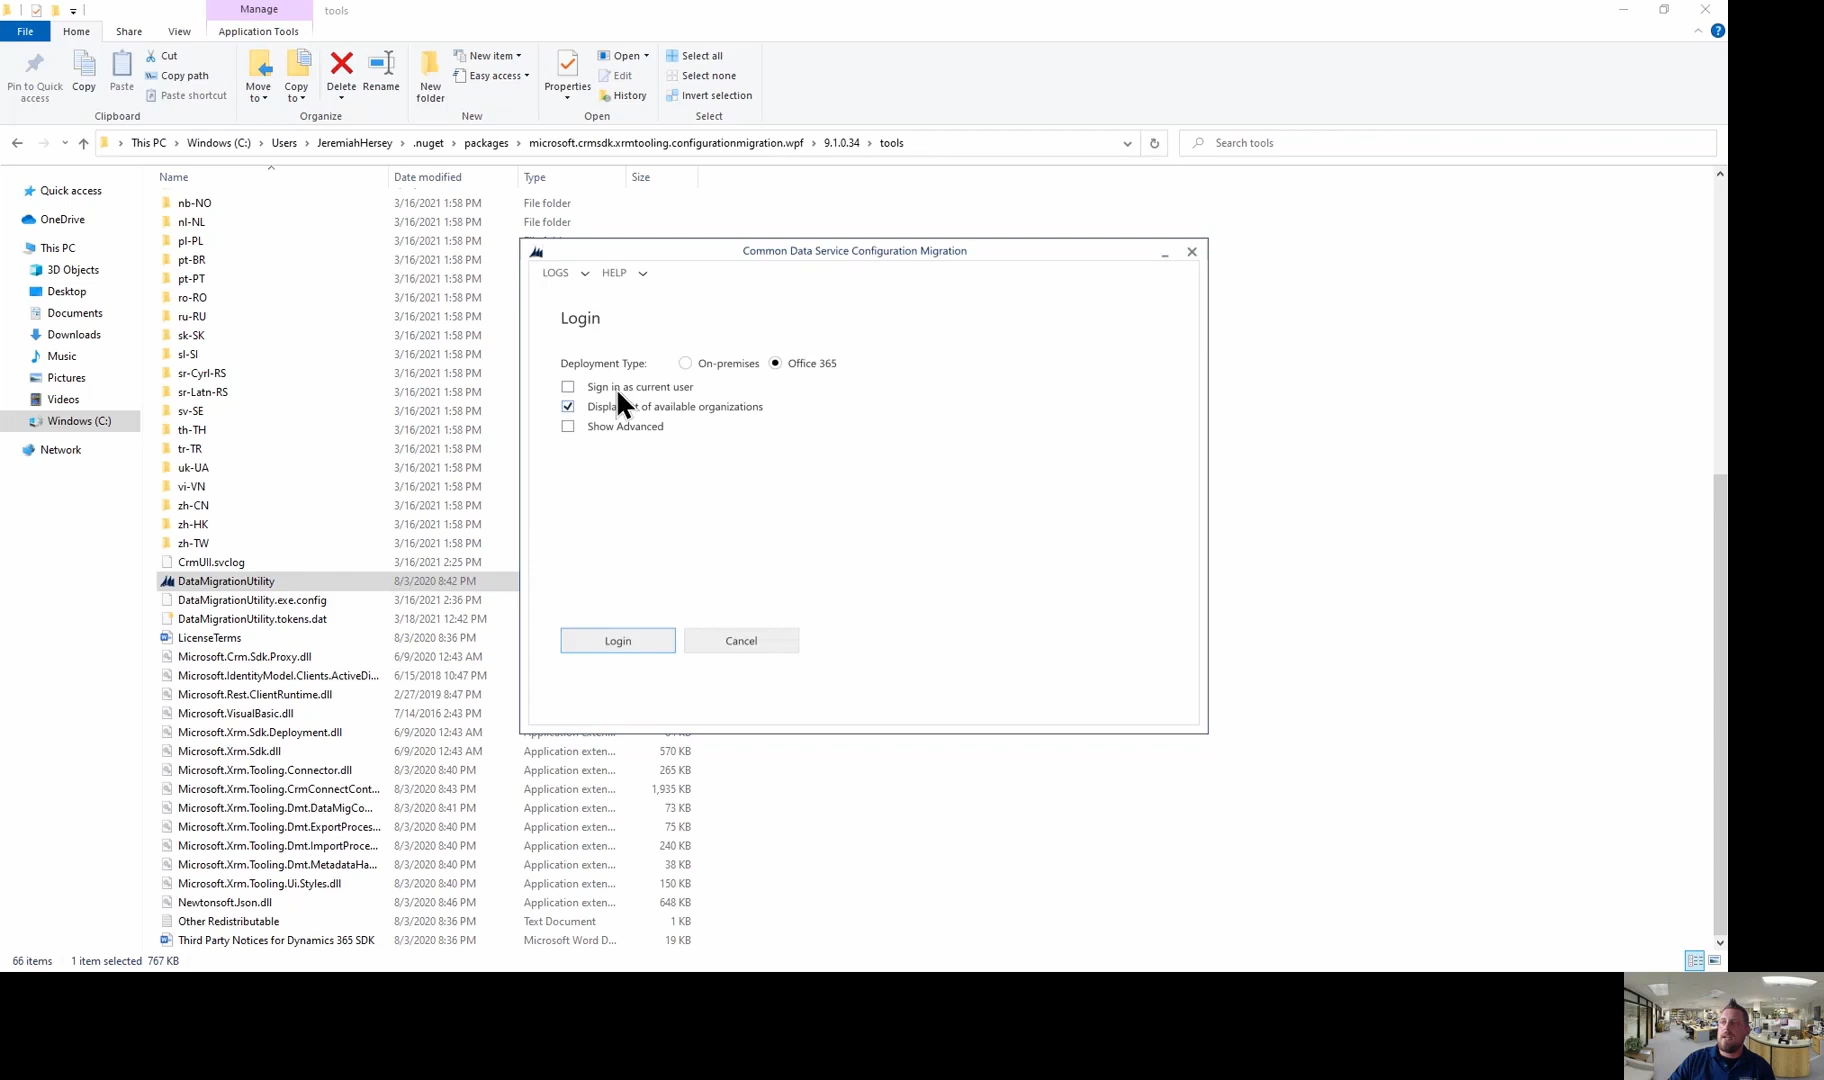 Manage
tools
File
Home
Share
View
Application Tools
Pin to Quick access
Copy
Paste
Cut
Copy path
Paste shortcut
Clipboard
Move to
Copy to
Delete
Rename
Organize
New folder
New item
Easy access
New
Properties
Open
Edit
History
Open
Select all
Select none
Invert selection
Select
This PC > Windows (C:) > Users > JeremiahHersey > .nuget > packages > microsoft.crmsdk.xrmtooling.configurationmigration.wpf > 9.1.0.34 > tools
Search tools
Quick access
OneDrive
This PC
3D Objects
Desktop
Documents
Downloads
Music
Pictures
Videos
Windows (C:)
Network
Name Date modified Type Size
nb-NO 3/16/2021 1:58 PM File folder
nl-NL 3/16/2021 1:58 PM File folder
pl-PL 3/16/2021 1:58 PM
pt-BR 3/16/2021 1:58 PM
pt-PT 3/16/2021 1:58 PM
ro-RO 3/16/2021 1:58 PM
ru-RU 3/16/2021 1:58 PM
sk-SK 3/16/2021 1:58 PM
sl-SI 3/16/2021 1:58 PM
sr-Cyrl-RS 3/16/2021 1:58 PM
sr-Latn-RS 3/16/2021 1:58 PM
sv-SE 3/16/2021 1:58 PM
th-TH 3/16/2021 1:58 PM
tr-TR 3/16/2021 1:58 PM
uk-UA 3/16/2021 1:58 PM
vi-VN 3/16/2021 1:58 PM
zh-CN 3/16/2021 1:58 PM
zh-HK 3/16/2021 1:58 PM
zh-TW 3/16/2021 1:58 PM
CrmUII.svclog 3/16/2021 2:25 PM
DataMigrationUtility 8/3/2020 8:42 PM
DataMigrationUtility.exe.config 3/16/2021 2:36 PM
DataMigrationUtility.tokens.dat 3/18/2021 12:42 PM
LicenseTerms 8/3/2020 8:36 PM
Microsoft.Crm.Sdk.Proxy.dll 6/9/2020 12:43 AM
Microsoft.IdentityModel.Clients.ActiveDi... 6/15/2018 10:47 PM
Microsoft.Rest.ClientRuntime.dll 2/27/2019 8:47 PM
Microsoft.VisualBasic.dll 7/14/2016 2:43 PM
Microsoft.Xrm.Sdk.Deployment.dll 6/9/2020 12:43 AM
Microsoft.Xrm.Sdk.dll 6/9/2020 12:43 AM Application exten... 570 KB
Microsoft.Xrm.Tooling.Connector.dll 8/3/2020 8:40 PM Application exten... 265 KB
Microsoft.Xrm.Tooling.CrmConnectCont... 8/3/2020 8:43 PM Application exten... 1,935 KB
Microsoft.Xrm.Tooling.Dmt.DataMigCo... 8/3/2020 8:41 PM Application exten... 73 KB
Microsoft.Xrm.Tooling.Dmt.ExportProces... 8/3/2020 8:40 PM Application exten... 75 KB
Microsoft.Xrm.Tooling.Dmt.ImportProce... 8/3/2020 8:40 PM Application exten... 240 KB
Microsoft.Xrm.Tooling.Dmt.MetadataHa... 8/3/2020 8:40 PM Application exten... 38 KB
Microsoft.Xrm.Tooling.Ui.Styles.dll 8/3/2020 8:40 PM Application exten... 150 KB
Newtonsoft.Json.dll 8/3/2020 8:46 PM Application exten... 648 KB
Other Redistributable 8/3/2020 8:36 PM Text Document 1 KB
Third Party Notices for Dynamics 365 SDK 8/3/2020 8:36 PM Microsoft Word D... 19 KB
66 items 1 item selected 767 KB
Common Data Service Configuration Migration
LOGS HELP
Login
Deployment Type: On-premises Office 365
Sign in as current user
of available organizations
Show Advanced
Login Cancel